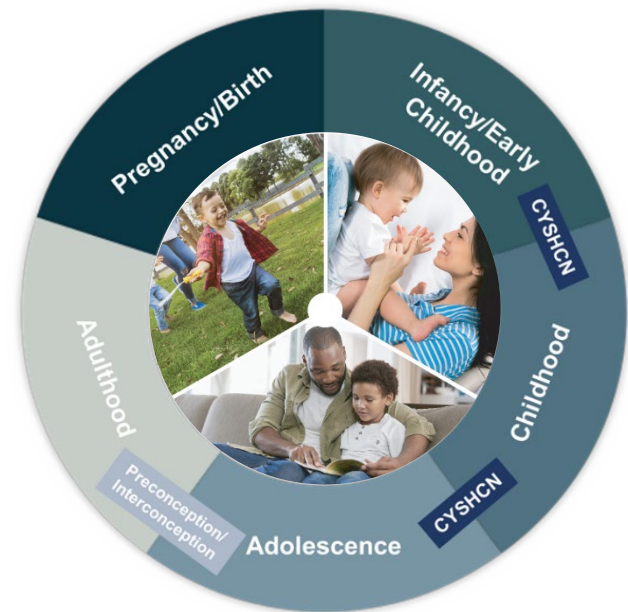 Pregnancy/Birth
Infancy/Early
Childhood
CYSHCN
Childhood
CYSHCN
Adolescence
Preconception/
Interconception
Adulthood